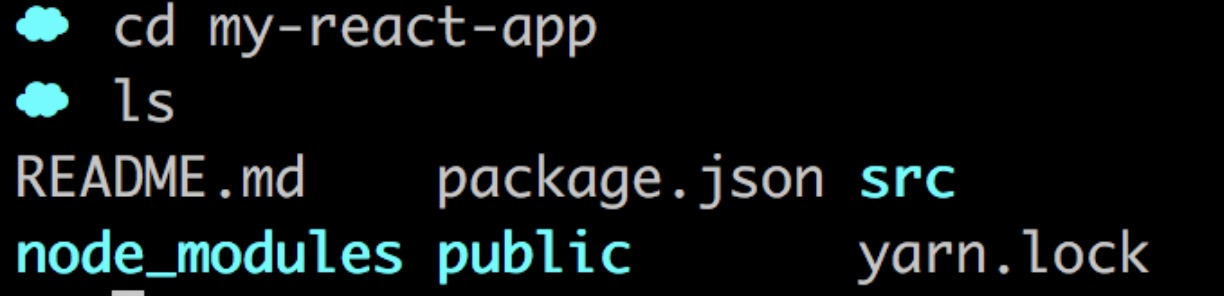 cd my-react-app
ls
README.md package.json src
node_modules public yarn.lock